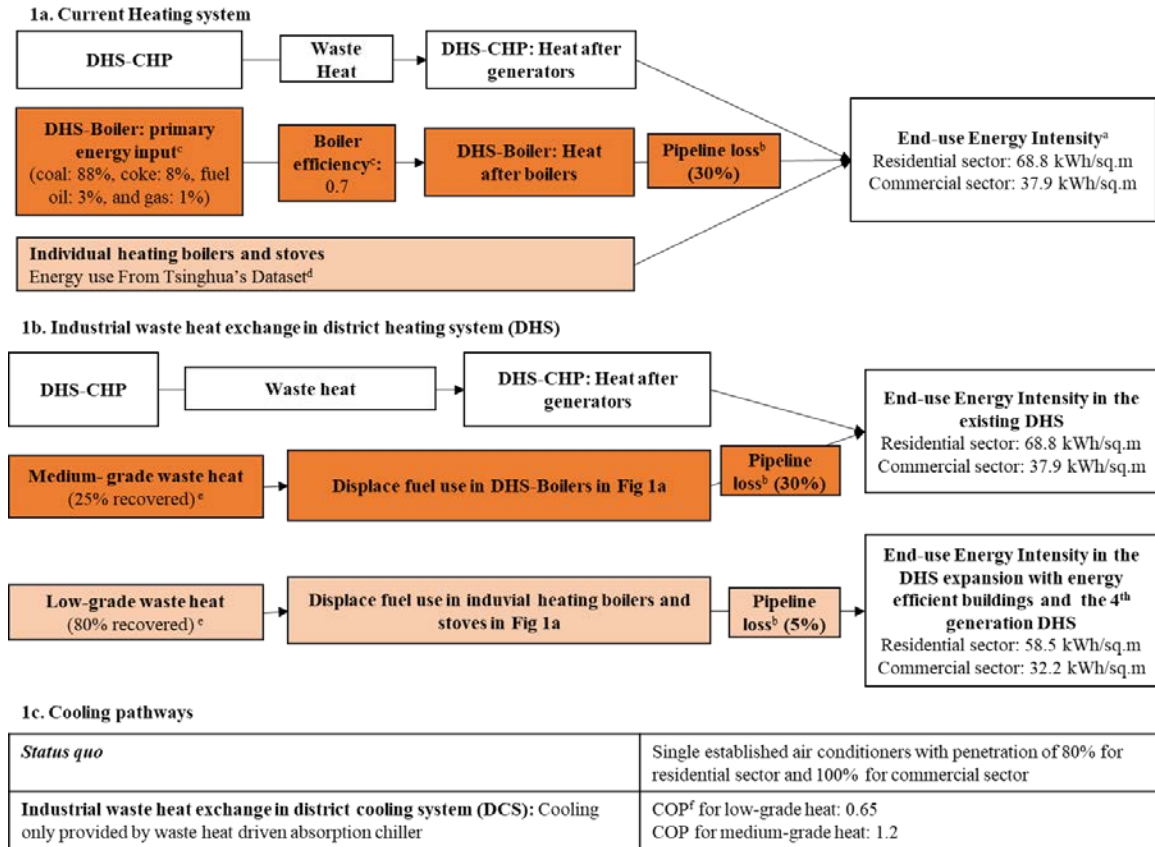 1a. Current Heating system
DHS-CHP
Waste
Heat
DHS-CHP: Heat after
generators
DHS-Boiler: primary
energy inputᶜ
(coal: 88%, coke: 8%, fuel
oil: 3%, and gas: 1%)
Boiler
efficiencyᶜ:
0.7
DHS-Boiler: Heat
after boilers
Pipeline lossᵇ
(30%)
End-use Energy Intensityᵃ
Residential sector: 68.8 kWh/sq.m
Commercial sector: 37.9 kWh/sq.m
Individual heating boilers and stoves
Energy use From Tsinghua's Datasetᵈ
1b. Industrial waste heat exchange in district heating system (DHS)
DHS-CHP
Waste heat
DHS-CHP: Heat after
generators
End-use Energy Intensity in the
existing DHS
Residential sector: 68.8 kWh/sq.m
Commercial sector: 37.9 kWh/sq.m
Medium- grade waste heat
(25% recovered) ᵉ
Displace fuel use in DHS-Boilers in Fig 1a
Pipeline
lossᵇ (30%)
Low-grade waste heat
(80% recovered) ᵉ
Displace fuel use in induvial heating boilers and
stoves in Fig 1a
Pipeline
lossᵇ (5%)
End-use Energy Intensity in the
DHS expansion with energy
efficient buildings and the 4ᵗʰ
generation DHS
Residential sector: 58.5 kWh/sq.m
Commercial sector: 32.2 kWh/sq.m
1c. Cooling pathways
Status quo
Single established air conditioners with penetration of 80% for
residential sector and 100% for commercial sector
Industrial waste heat exchange in district cooling system (DCS): Cooling
only provided by waste heat driven absorption chiller
COPᶠ for low-grade heat: 0.65
COP for medium-grade heat: 1.2